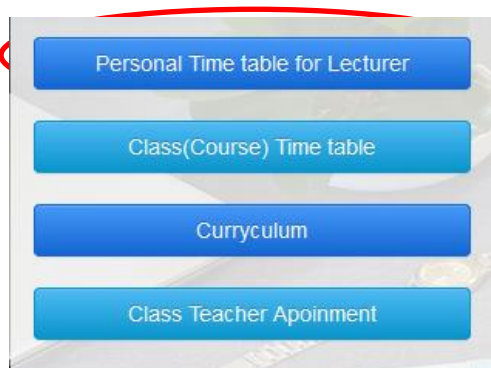 Personal Time table for Lecturer
Class(Course) Time table
Curryculum
Class Teacher Apoinment